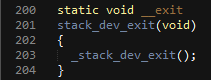 200 static void __exit
201 stack_dev_exit(void)
202 {
203     _stack_dev_exit();
204 }